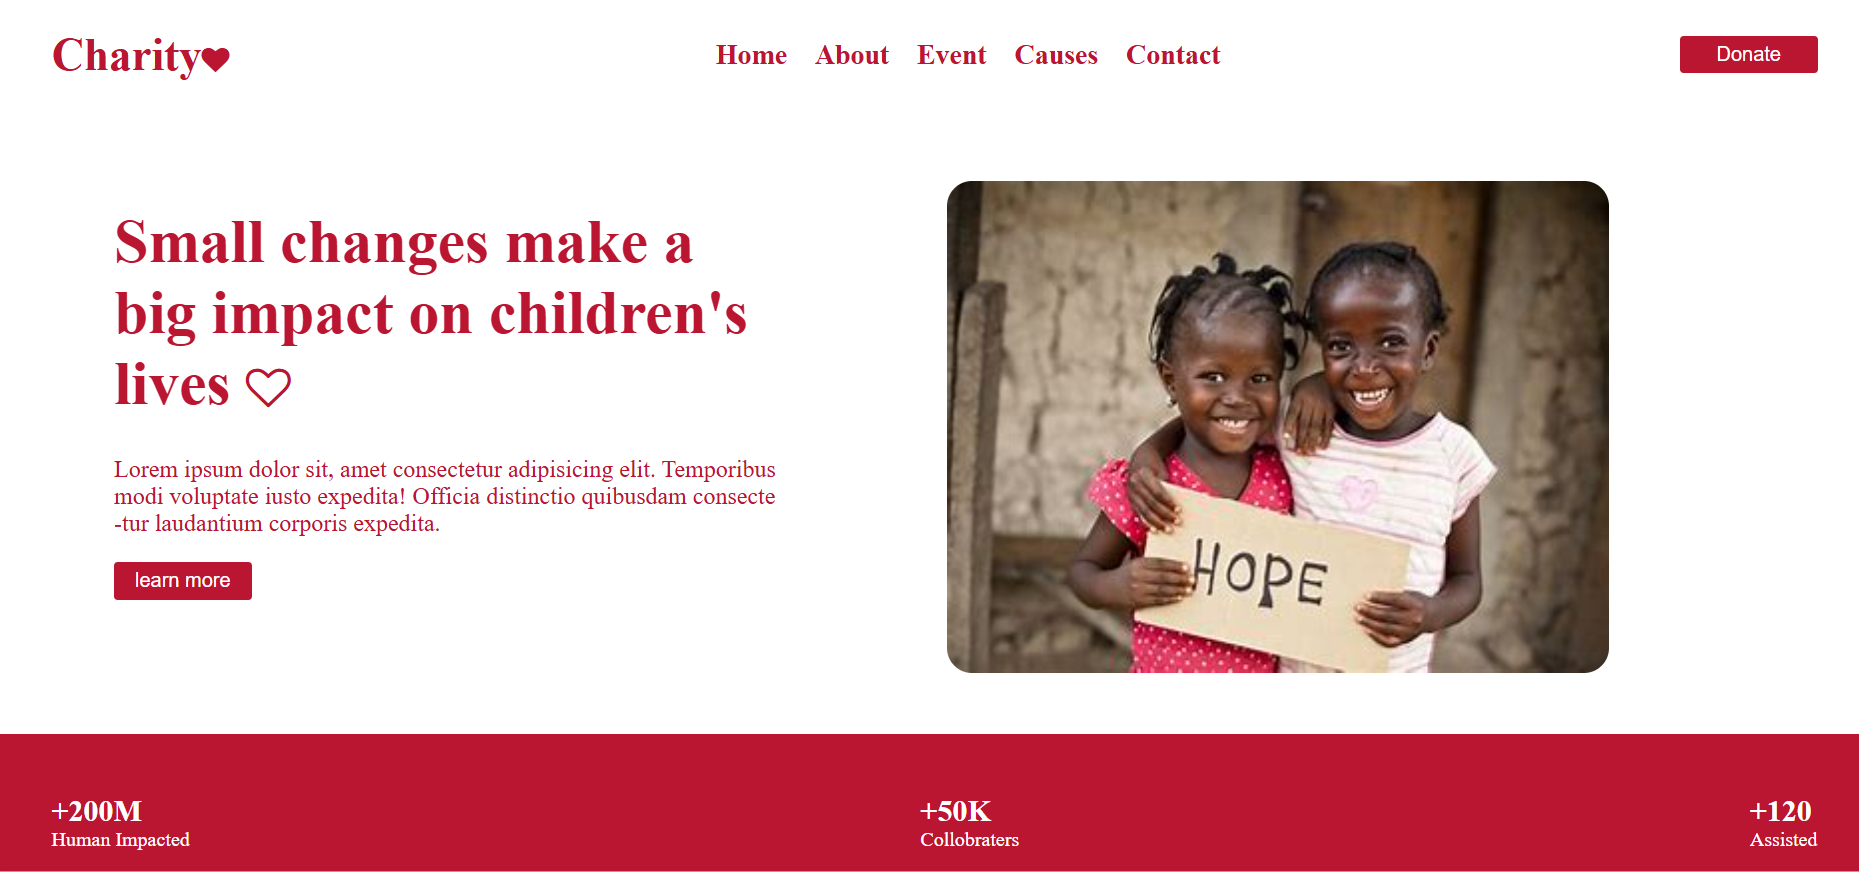 Charity
Home About Event Causes Contact
Donate
Small changes make a
big impact on children's
lives
Lorem ipsum dolor sit, amet consectetur adipisicing elit. Temporibus
modi voluptate iusto expedita! Officia distinctio quibusdam consecte
-tur laudantium corporis expedita.
learn more
HOPE
+200M
Human Impacted
+50K
Collobraters
+120
Assisted